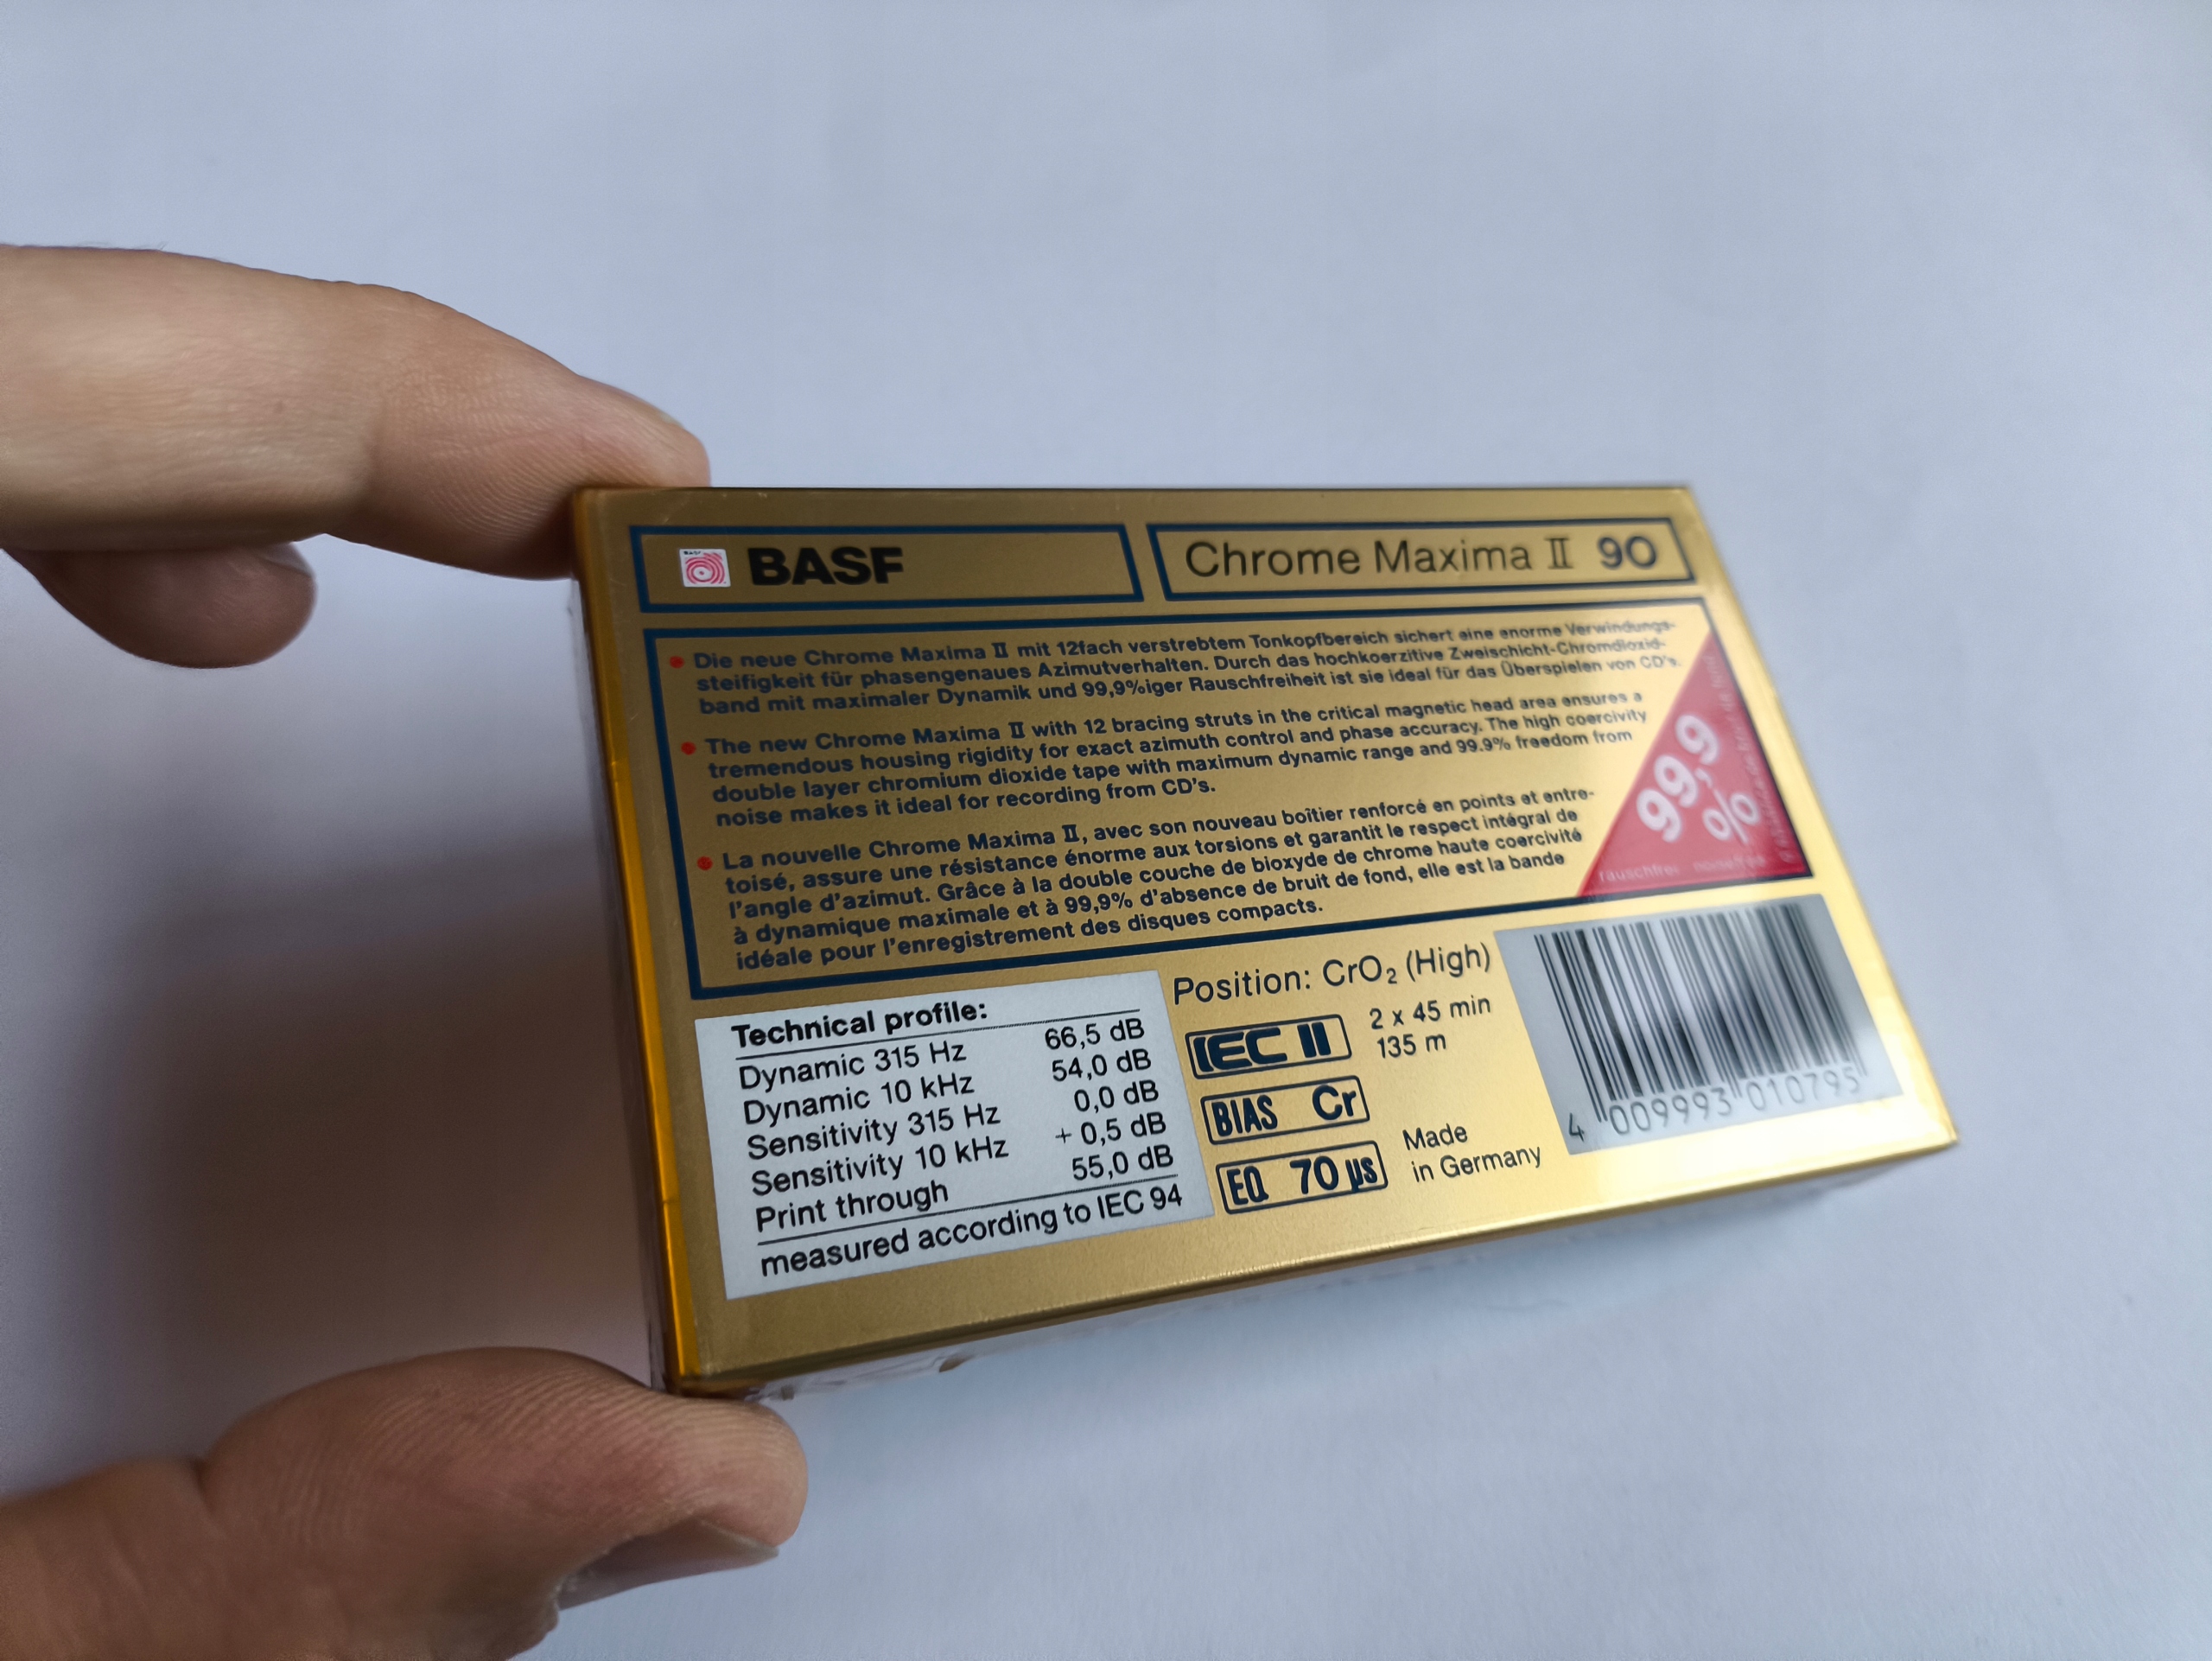 BASF
BASF
Chrome Maxima II 90
Die neue Chrome Maxima II mit 12fach verstrebtem Tonkopfbereich sichert eine enorme Verwindungs-
steifigkeit für phasengenaues Azimutverhalten. Durch das hochkoerzitive Zweischicht-Chromdioxid-
band mit maximaler Dynamik und 99,9%iger Rauschfreiheit ist sie ideal für das Überspielen von CD's.
The new Chrome Maxima II with 12 bracing struts in the critical magnetic head area ensures a
tremendous housing rigidity for exact azimuth control and phase accuracy. The high coercivity
double layer chromium dioxide tape with maximum dynamic range and 99.9% freedom from
noise makes it ideal for recording from CD's.
La nouvelle Chrome Maxima II, avec son nouveau boîtier renforcé en points et entre-
toisé, assure une résistance énorme aux torsions et garantit le respect intégral de
l'angle d'azimut. Grâce à la double couche de bioxyde de chrome haute coercivité
à dynamique maximale et à 99,9% d'absence de bruit de fond, elle est la bande
idéale pour l'enregistrement des disques compacts.
99,9
%
rauschfrei noise free
Technical profile:
Dynamic 315 Hz 66,5 dB
Dynamic 10 kHz 54,0 dB
Sensitivity 315 Hz 0,0 dB
Sensitivity 10 kHz + 0,5 dB
Print through 55,0 dB
measured according to IEC 94
Position: CrO₂ (High)
IEC II
2 x 45 min
135 m
BIAS Cr
EQ 70 µs
Made
in Germany
4 009993 010795